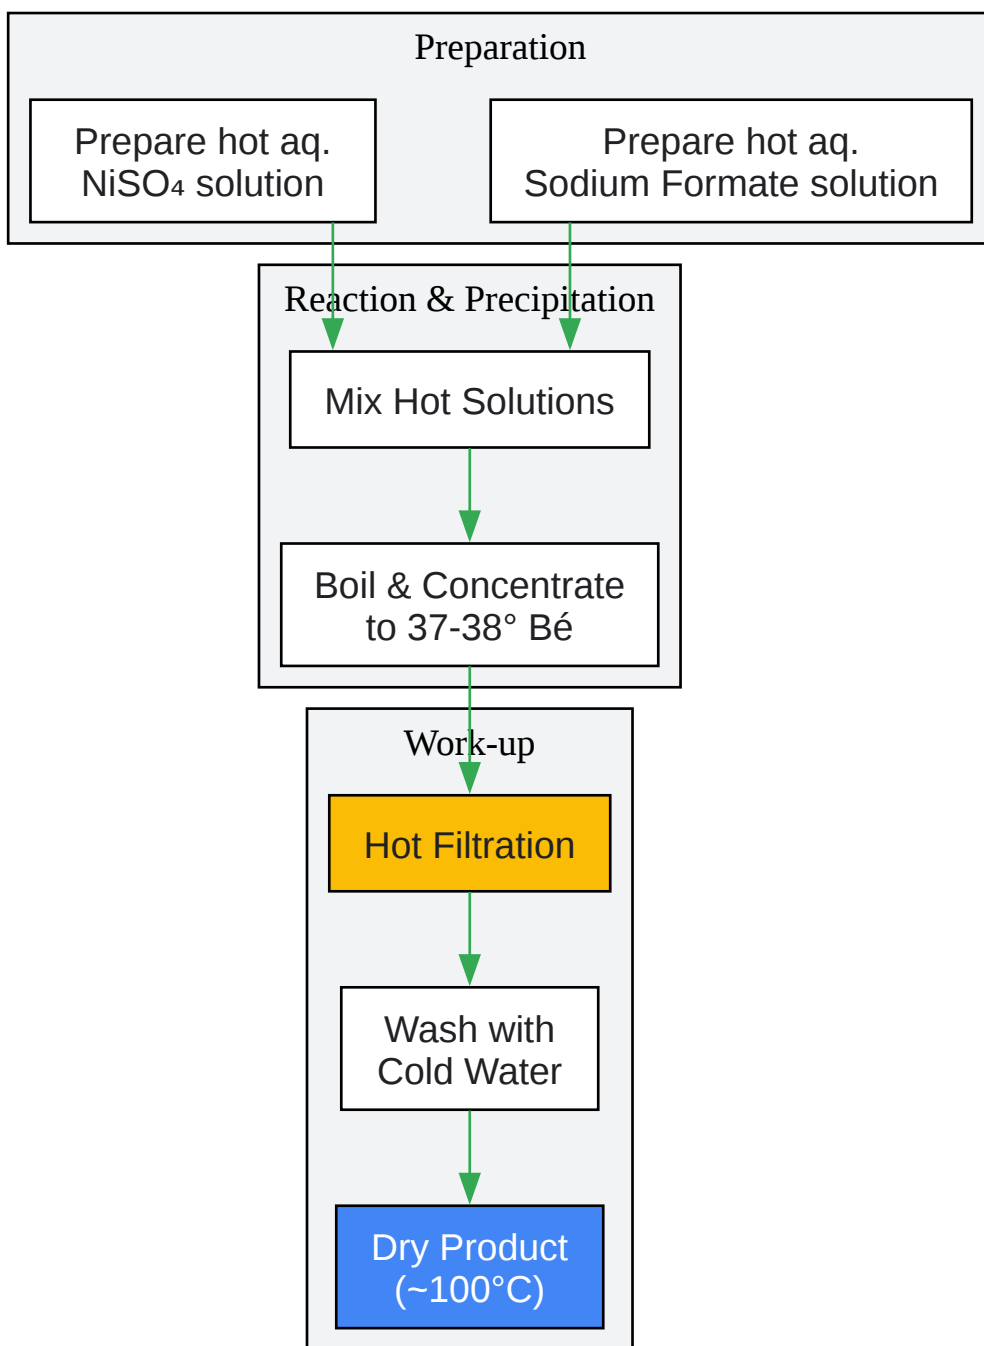 Preparation
Prepare hot aq.
NiSO₄ solution
Prepare hot aq.
Sodium Formate solution
Reaction & Precipitation
Mix Hot Solutions
Boil & Concentrate
to 37-38° Bé
Work-up
Hot Filtration
Wash with
Cold Water
Dry Product
(~100°C)